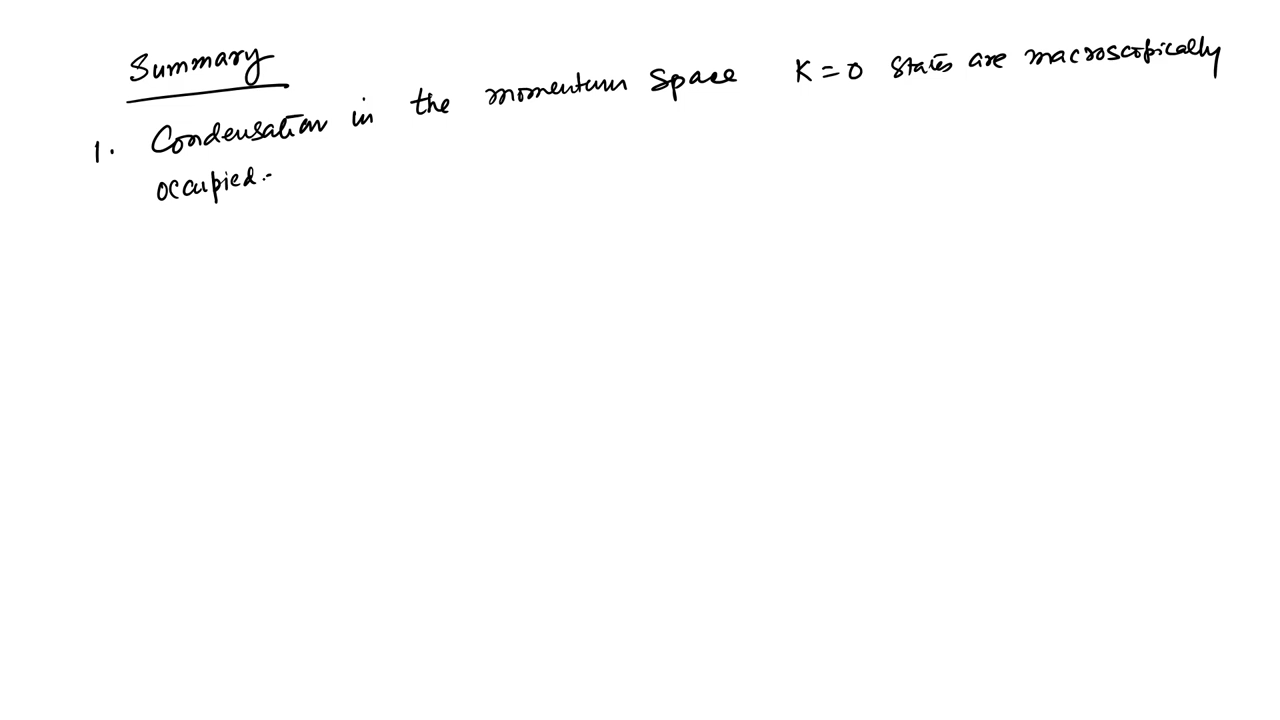 Summary
1. Condensation in the momentum space K = 0 states are macroscopically
occupied.